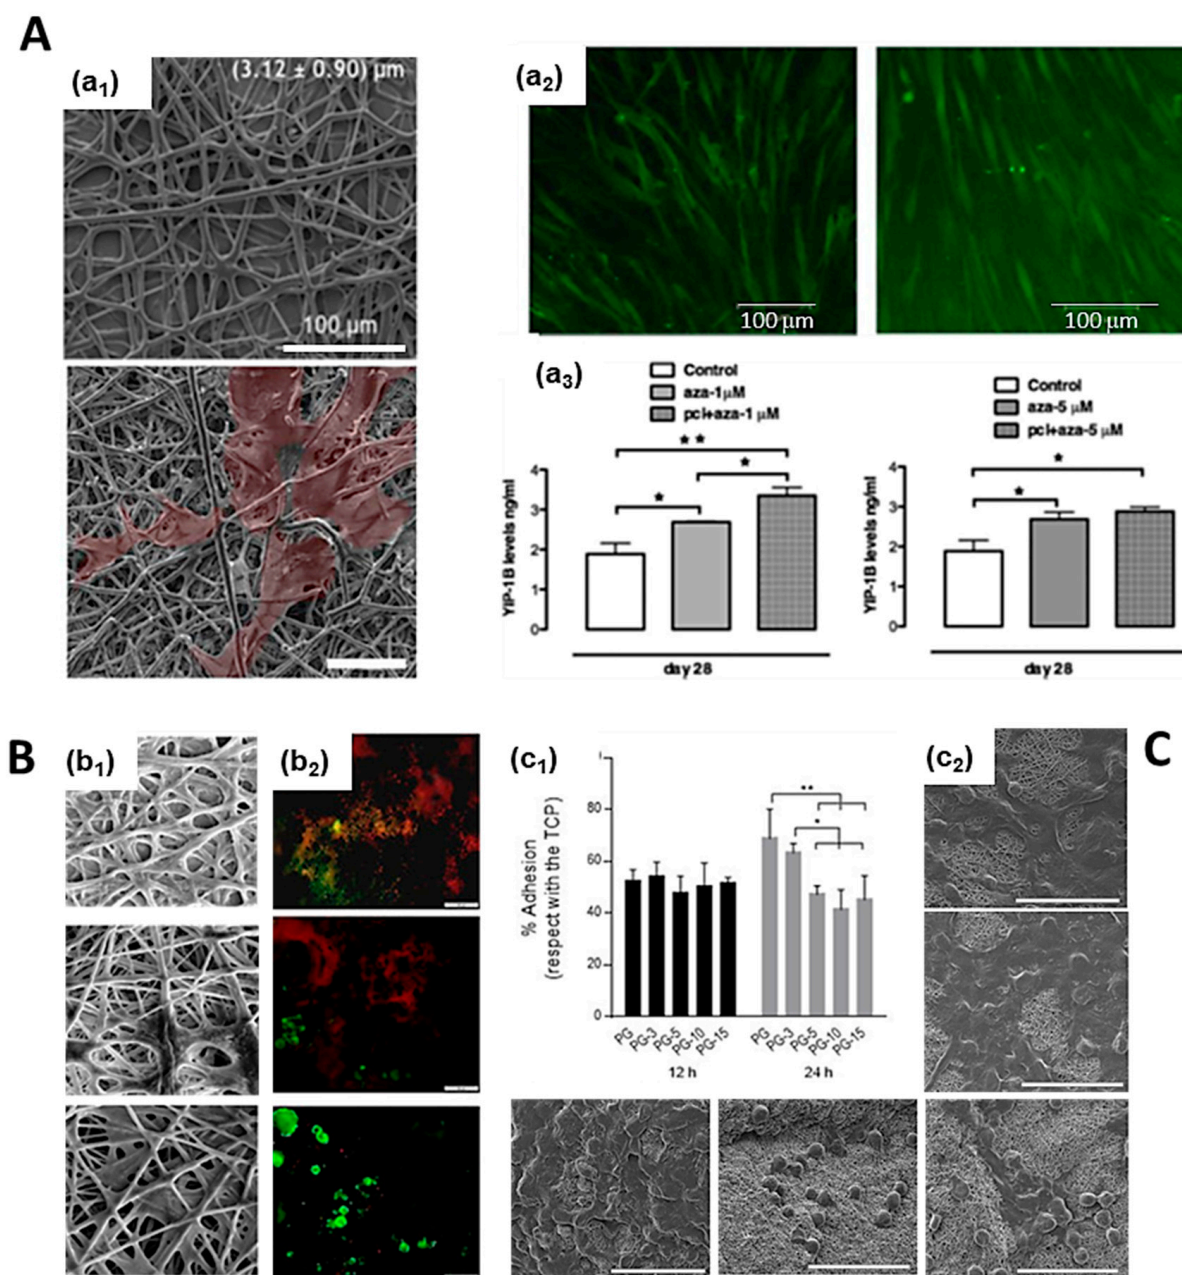 A
(a1)
(3.12 ± 0.90) μm
100 μm
(a2)
100 μm
100 μm
(a3)
Control
aza-1μM
pcl+aza-1 μM
**
*
*
YIP-1B levels ng/ml
4
3
2
1
0
day 28
Control
aza-5 μM
pcl+aza-5 μM
*
*
YIP-1B levels ng/ml
4
3
2
1
0
day 28
B
(b1)
(b2)
(c1)
% Adhesion
(respect with the TCP)
80
60
40
20
0
**
*
PG
PG-3
PG-5
PG-10
PG-15
12 h
PG
PG-3
PG-5
PG-10
PG-15
24 h
(c2)
C